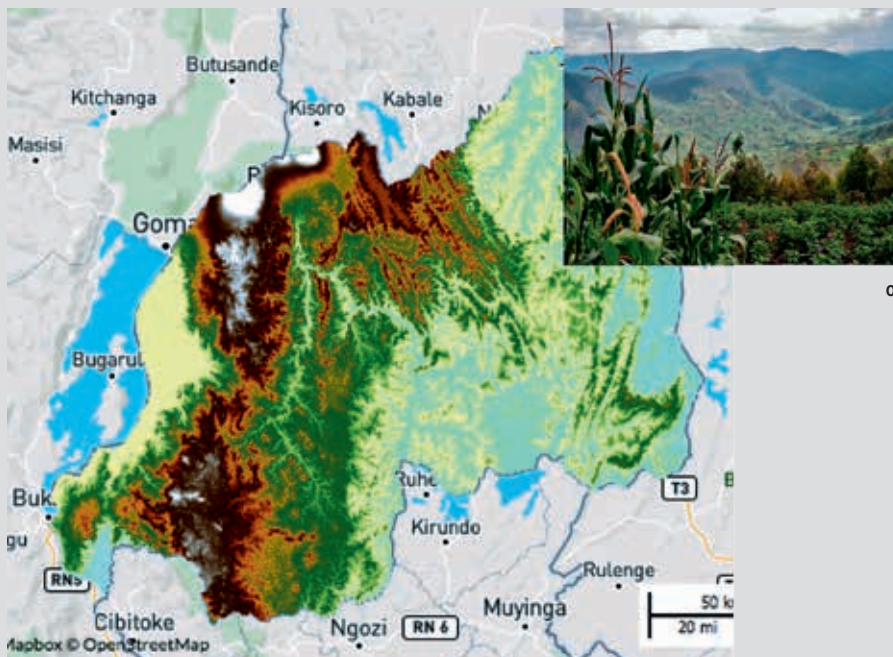 Butusande
Kitchanga
Kisoro
Kabale
Masisi
Goma
Bugarul
Buk
Ruhe
T3
B
gu
Kirundo
RN5
Rulenge
50 k
20 mi
Cibitoke
Ngozi
RN 6
Muyinga
Mapbox © OpenStreetMap